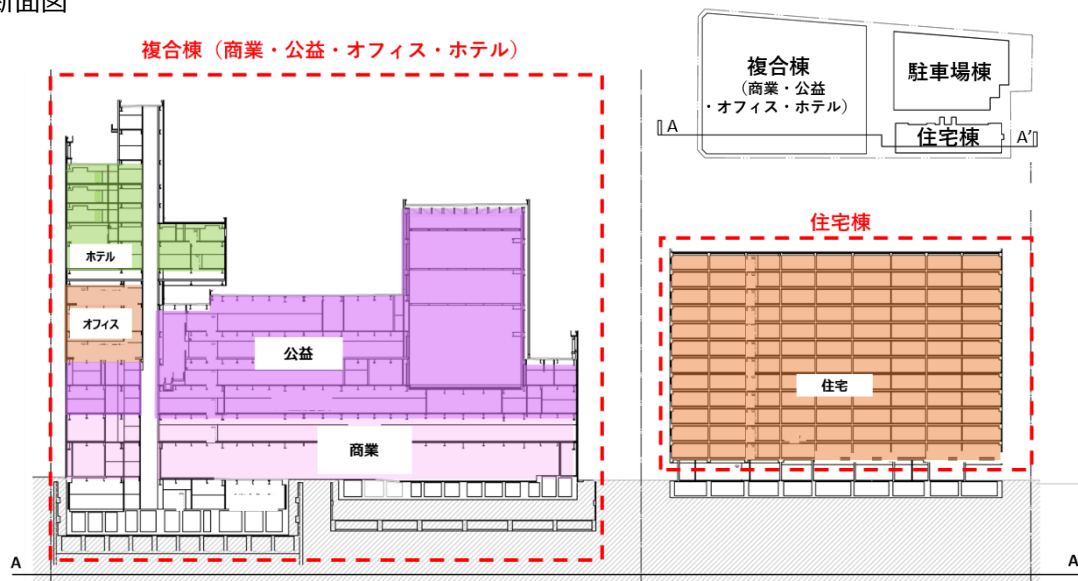 断面図
複合棟（商業・公益・オフィス・ホテル）
複合棟
（商業・公益
・オフィス・ホテル）
駐車場棟
A
住宅棟
A’
住宅棟
ホテル
オフィス
公益
住宅
商業
A
A